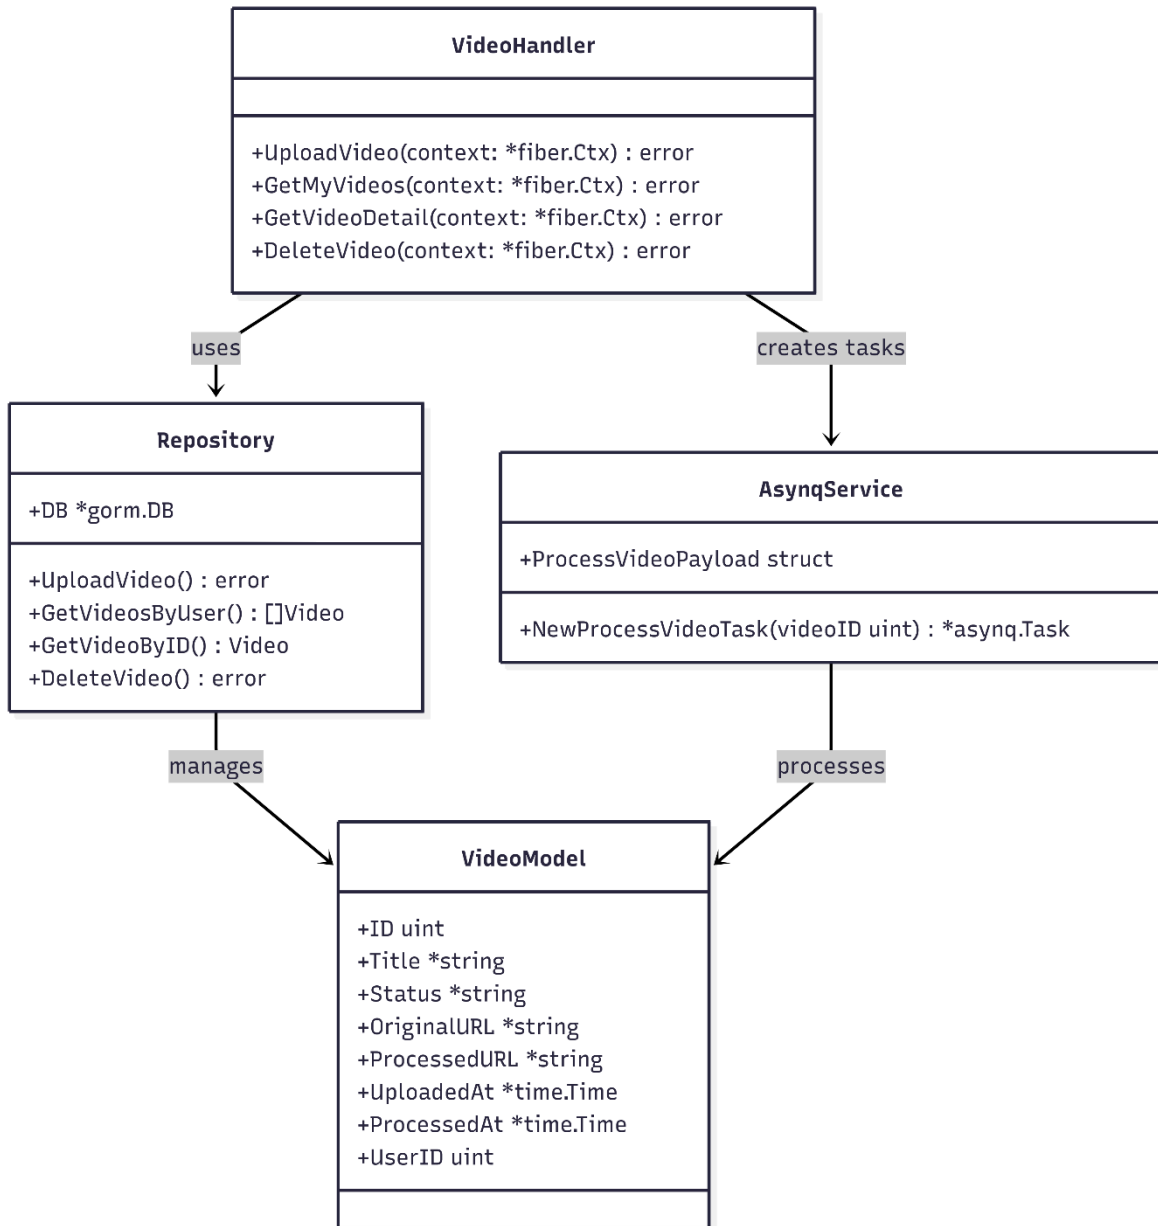 VideoHandler
+UploadVideo(context: *fiber.Ctx) : error
+GetMyVideos(context: *fiber.Ctx) : error
+GetVideoDetail(context: *fiber.Ctx) : error
+DeleteVideo(context: *fiber.Ctx) : error
uses
creates tasks
Repository
+DB *gorm.DB
+UploadVideo() : error
+GetVideosByUser() : []Video
+GetVideoByID() : Video
+DeleteVideo() : error
AsynqService
+ProcessVideoPayload struct
+NewProcessVideoTask(videoID uint) : *asynq.Task
manages
processes
VideoModel
+ID uint
+Title *string
+Status *string
+OriginalURL *string
+ProcessedURL *string
+UploadedAt *time.Time
+ProcessedAt *time.Time
+UserID uint